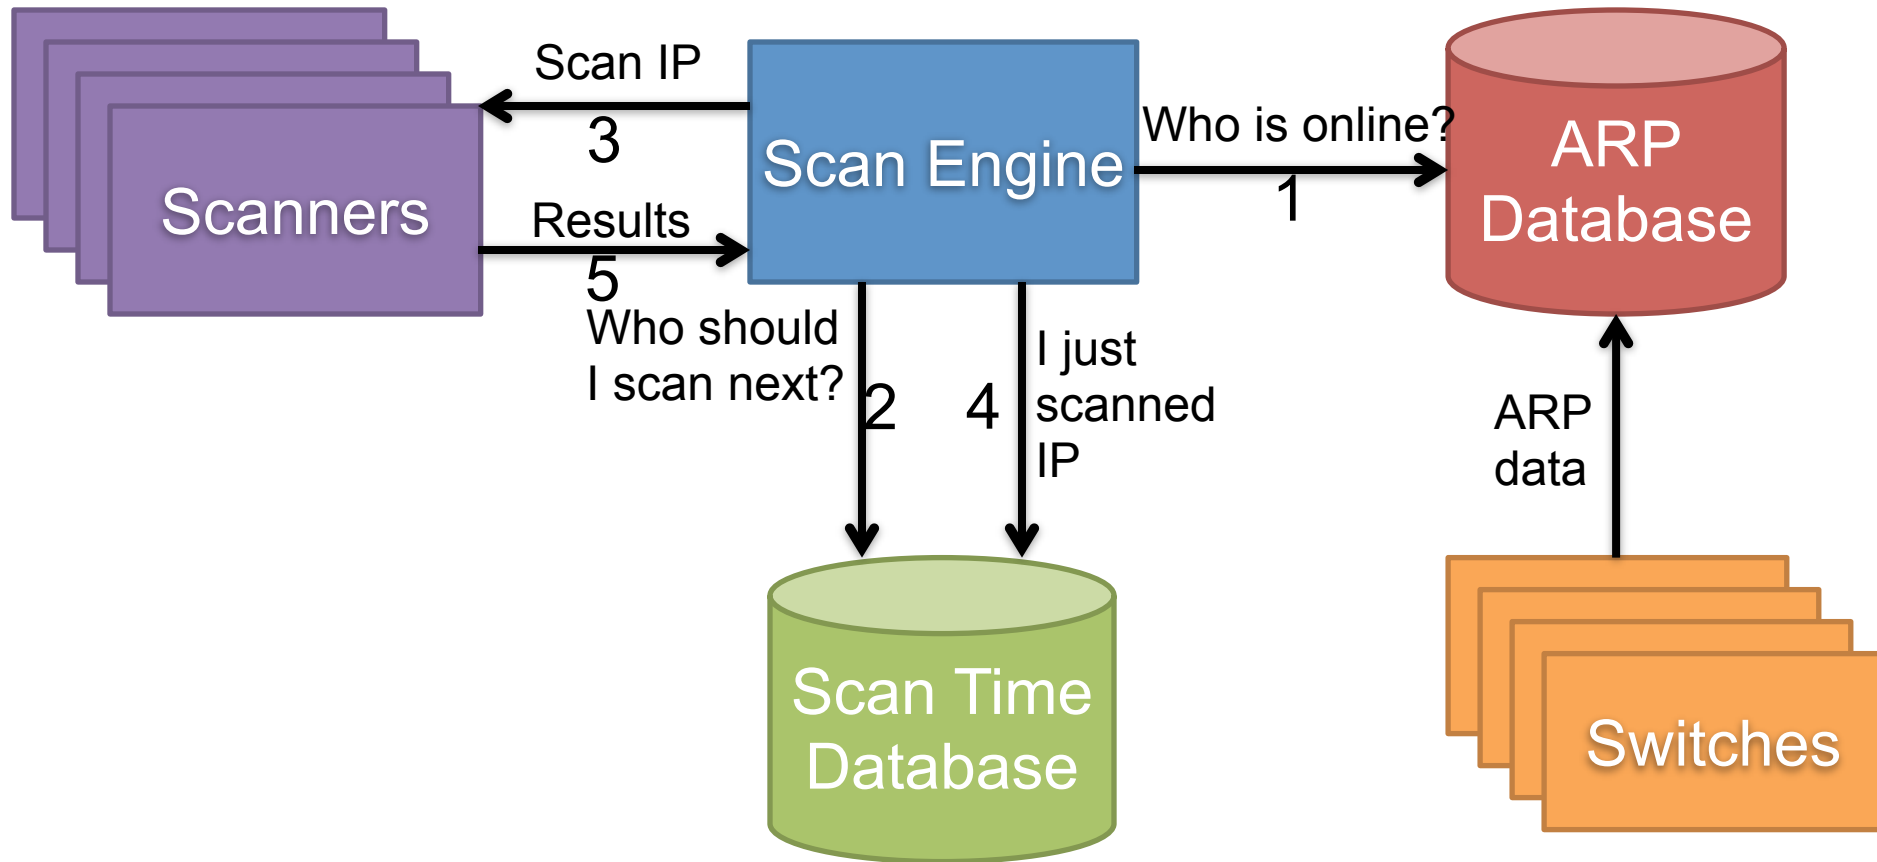 Scan IP
3
Scanners
Results
5
Scan Engine
Who is online?
1
ARP
Database
Who should
I scan next?
2
4
I just
scanned
IP
ARP
data
Scan Time
Database
Switches